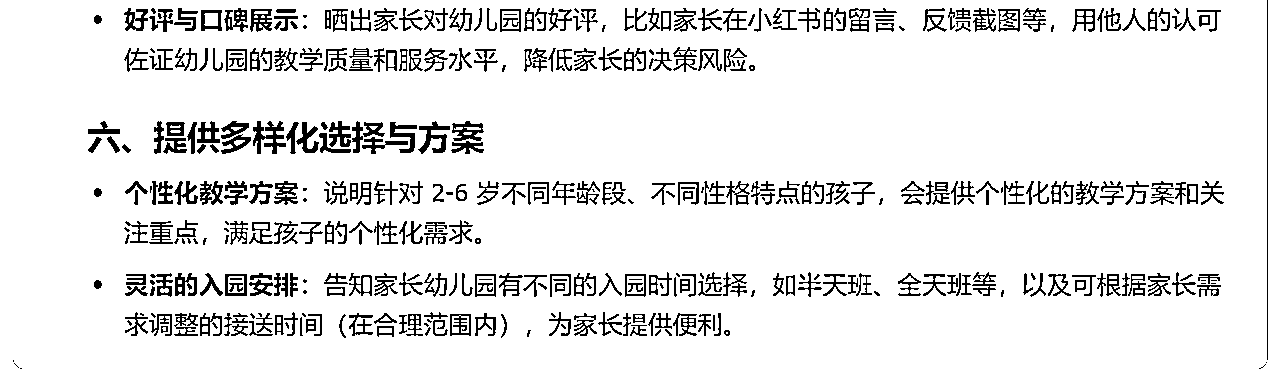 • 好评与口碑展示：晒出家长对幼儿园的好评，比如家长在小红书的留言、反馈截图等，用他人的认可
佐证幼儿园的教学质量和服务水平，降低家长的决策风险。
六、提供多样化选择与方案
• 个性化教学方案：说明针对 2-6 岁不同年龄段、不同性格特点的孩子，会提供个性化的教学方案和关
注重点，满足孩子的个性化需求。
• 灵活的入园安排：告知家长幼儿园有不同的入园时间选择，如半天班、全天班等，以及可根据家长需
求调整的接送时间（在合理范围内），为家长提供便利。